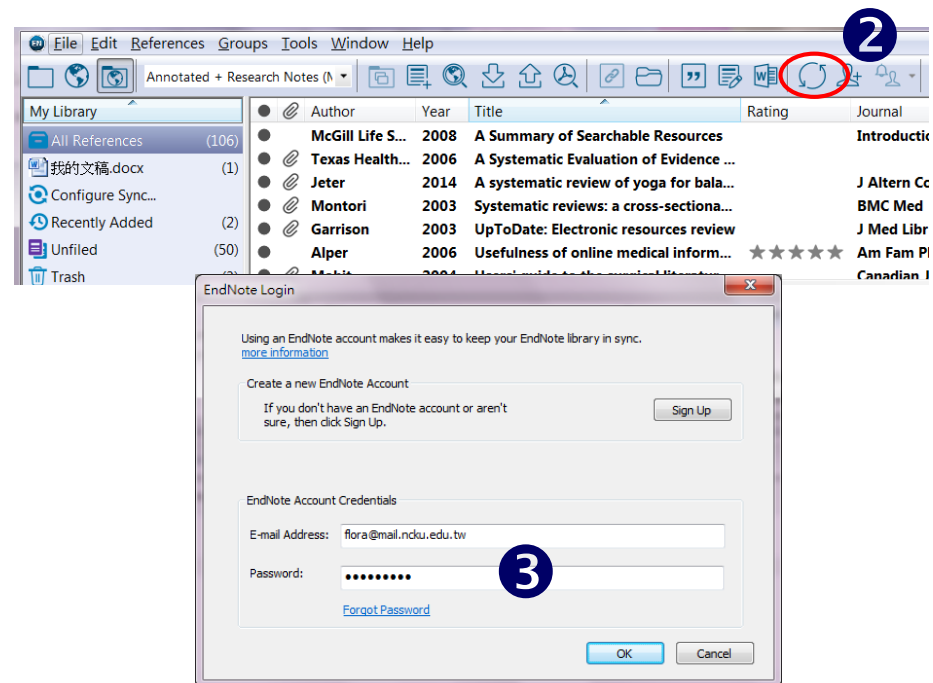 2
EN File Edit References Groups Tools Window Help
Annotated + Research Notes (N
My Library Author Year Title Rating Journal
All References (106) McGill Life S... 2008 A Summary of Searchable Resources Introductio
我的文稿.docx (1) Texas Health... 2006 A Systematic Evaluation of Evidence ...
Jeter 2014 A systematic review of yoga for bala... J Altern Co
Configure Sync... Montori 2003 Systematic reviews: a cross-sectiona... BMC Med
Recently Added (2) Garrison 2003 UpToDate: Electronic resources review J Med Libr
Unfiled (50) Alper 2006 Usefulness of online medical inform... ★★★★★ Am Fam P
Trash 2004 Canadian J
EndNote Login
Using an EndNote account makes it easy to keep your EndNote library in sync.
more information
Create a new EndNote Account
If you don't have an EndNote account or aren't
sure, then click Sign Up.
Sign Up
EndNote Account Credentials
E-mail Address: flora@mail.ncku.edu.tw
Password: •••••••••
3
Forgot Password
OK Cancel